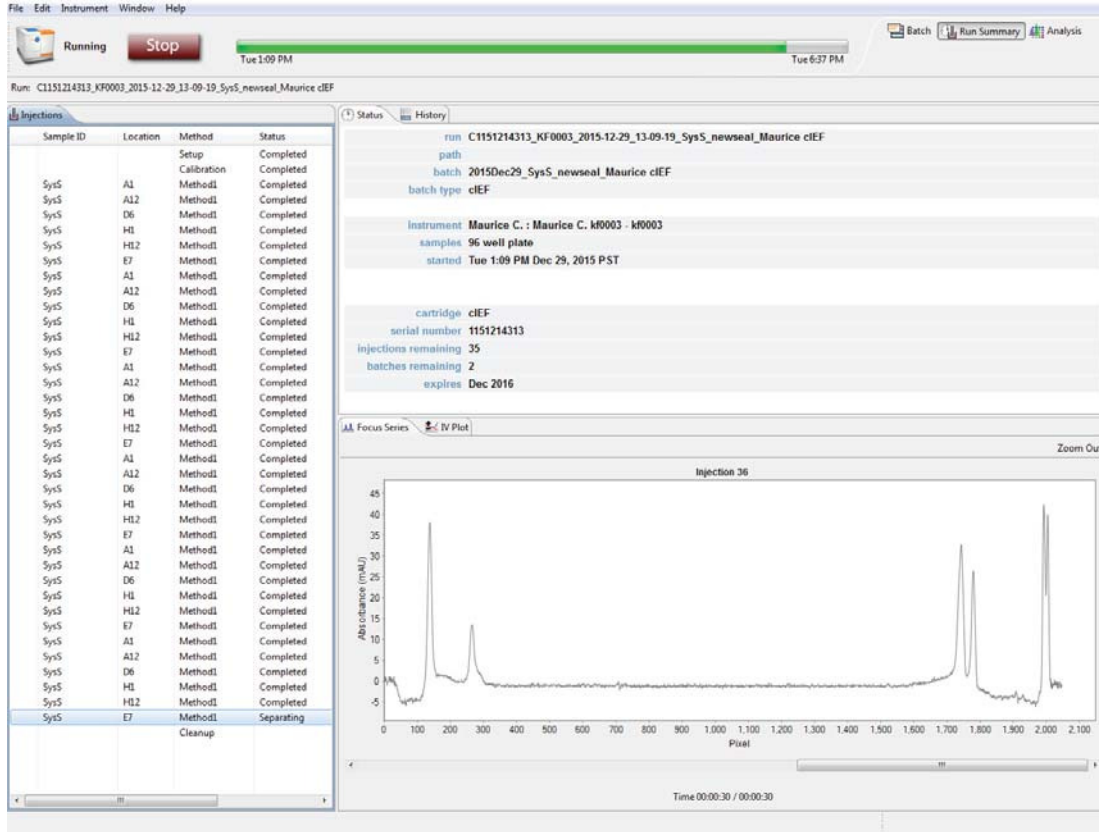 File Edit Instrument Window Help
Running
Stop
Tue 1:09 PM
Tue 6:37 PM
Batch
Run Summary
Analysis
Run: C1151214313_KF0003_2015-12-29_13-09-19_SysS_newseal_Maurice cIEF
Injections
Sample ID Location Method Status
Setup Completed
Calibration Completed
SysS A1 Method1 Completed
SysS A12 Method1 Completed
SysS D6 Method1 Completed
SysS H1 Method1 Completed
SysS H12 Method1 Completed
SysS E7 Method1 Completed
SysS A1 Method1 Completed
SysS A12 Method1 Completed
SysS D6 Method1 Completed
SysS H1 Method1 Completed
SysS H12 Method1 Completed
SysS E7 Method1 Completed
SysS A1 Method1 Completed
SysS A12 Method1 Completed
SysS D6 Method1 Completed
SysS H1 Method1 Completed
SysS H12 Method1 Completed
SysS E7 Method1 Completed
SysS A1 Method1 Completed
SysS A12 Method1 Completed
SysS D6 Method1 Completed
SysS H1 Method1 Completed
SysS H12 Method1 Completed
SysS E7 Method1 Completed
SysS A1 Method1 Completed
SysS A12 Method1 Completed
SysS D6 Method1 Completed
SysS H1 Method1 Completed
SysS H12 Method1 Completed
SysS E7 Method1 Completed
SysS A1 Method1 Completed
SysS A12 Method1 Completed
SysS D6 Method1 Completed
SysS H1 Method1 Completed
SysS H12 Method1 Completed
SysS E7 Method1 Separating
Cleanup
Status
History
run C1151214313_KF0003_2015-12-29_13-09-19_SysS_newseal_Maurice cIEF
path
batch 2015Dec29_SysS_newseal_Maurice cIEF
batch type cIEF
instrument Maurice C. : Maurice C. kf0003 - kf0003
samples 96 well plate
started Tue 1:09 PM Dec 29, 2015 PST
cartridge cIEF
serial number 1151214313
injections remaining 35
batches remaining 2
expires Dec 2016
Focus Series
IV Plot
Zoom Ou
Injection 36
45
40
35
30
25
20
15
10
5
0
-5
Absorbance (mAU)
0 100 200 300 400 500 600 700 800 900 1,000 1,100 1,200 1,300 1,400 1,500 1,600 1,700 1,800 1,900 2,000 2,100
Pixel
Time 00:00:30 / 00:00:30